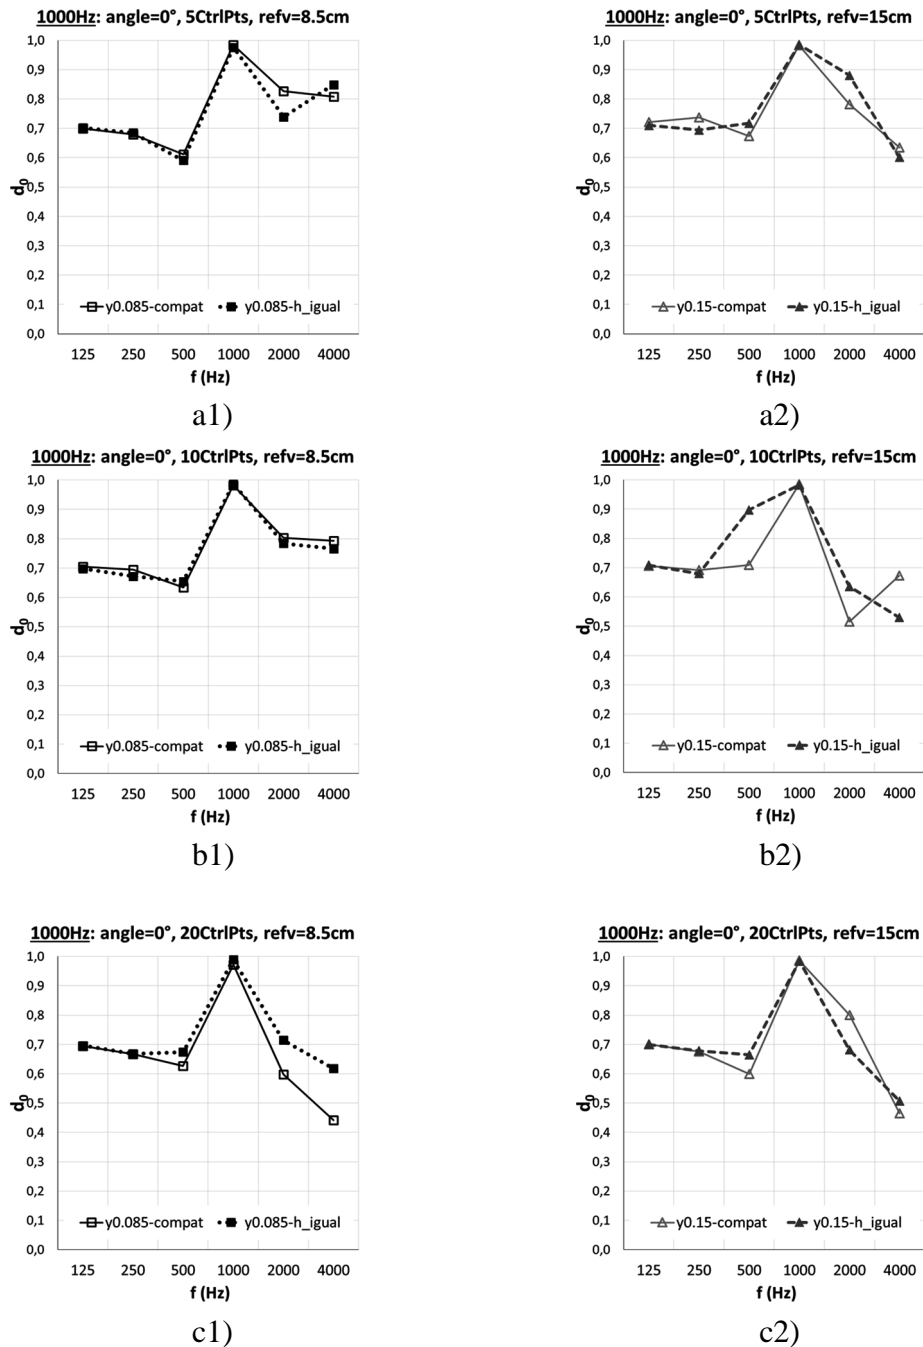 1000Hz: angle=0°, 5CtrlPts, refv=8.5cm
1,0
0,9
0,8
0,7
0,6
0,5
0,4
0,3
0,2
0,1
0,0
d0
y0.085-compat y0.085-h_igual
125 250 500 1000 2000 4000
f (Hz)
a1)
1000Hz: angle=0°, 5CtrlPts, refv=15cm
1,0
0,9
0,8
0,7
0,6
0,5
0,4
0,3
0,2
0,1
0,0
d0
y0.15-compat y0.15-h_igual
125 250 500 1000 2000 4000
f (Hz)
a2)
1000Hz: angle=0°, 10CtrlPts, refv=8.5cm
1,0
0,9
0,8
0,7
0,6
0,5
0,4
0,3
0,2
0,1
0,0
d0
y0.085-compat y0.085-h_igual
125 250 500 1000 2000 4000
f (Hz)
b1)
1000Hz: angle=0°, 10CtrlPts, refv=15cm
1,0
0,9
0,8
0,7
0,6
0,5
0,4
0,3
0,2
0,1
0,0
d0
y0.15-compat y0.15-h_igual
125 250 500 1000 2000 4000
f (Hz)
b2)
1000Hz: angle=0°, 20CtrlPts, refv=8.5cm
1,0
0,9
0,8
0,7
0,6
0,5
0,4
0,3
0,2
0,1
0,0
d0
y0.085-compat y0.085-h_igual
125 250 500 1000 2000 4000
f (Hz)
c1)
1000Hz: angle=0°, 20CtrlPts, refv=15cm
1,0
0,9
0,8
0,7
0,6
0,5
0,4
0,3
0,2
0,1
0,0
d0
y0.15-compat y0.15-h_igual
125 250 500 1000 2000 4000
f (Hz)
c2)